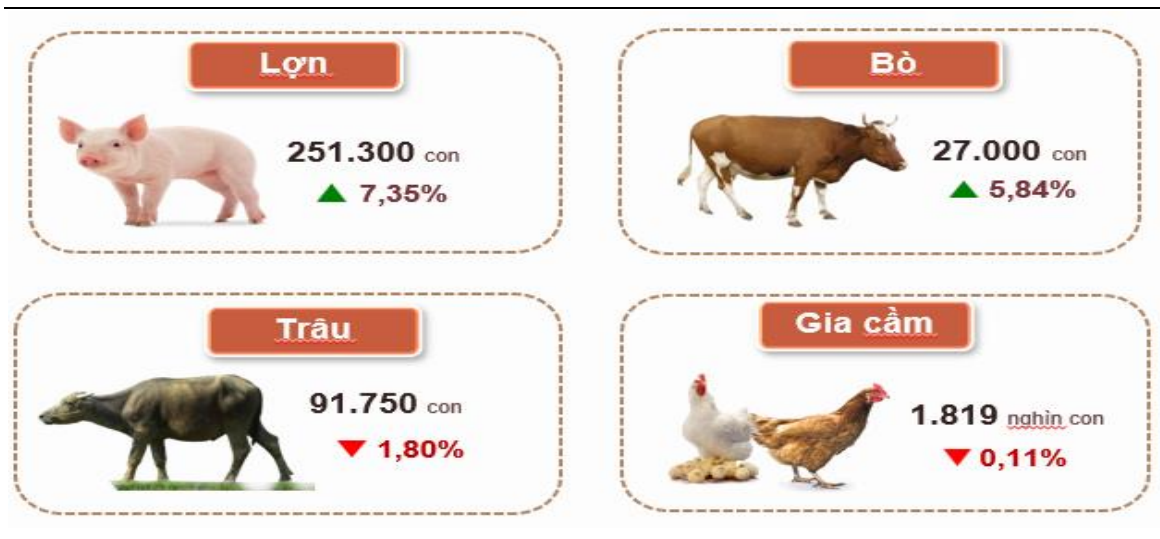 Lợn
251.300 con
7,35%
Bò
27.000 con
5,84%
Trâu
91.750 con
1,80%
Gia cầm
1.819 nghìn con
0,11%